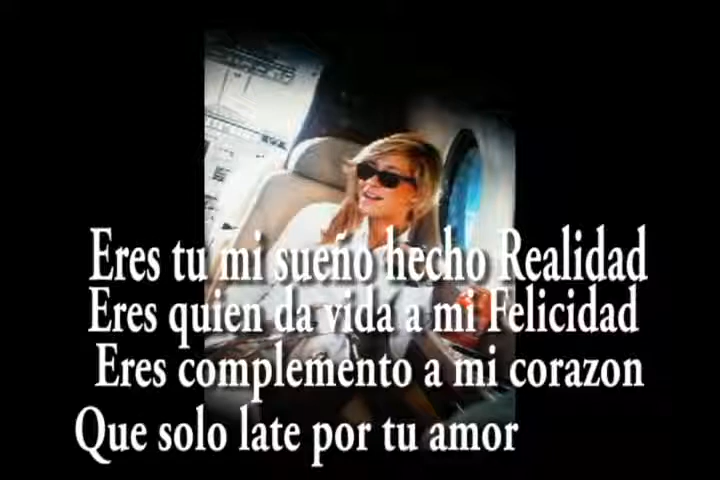 Eres tu mi sueño hecho Realidad
Eres quien da vida a mi Felicidad
Eres complemento a mi corazon
Que solo late por tu amor